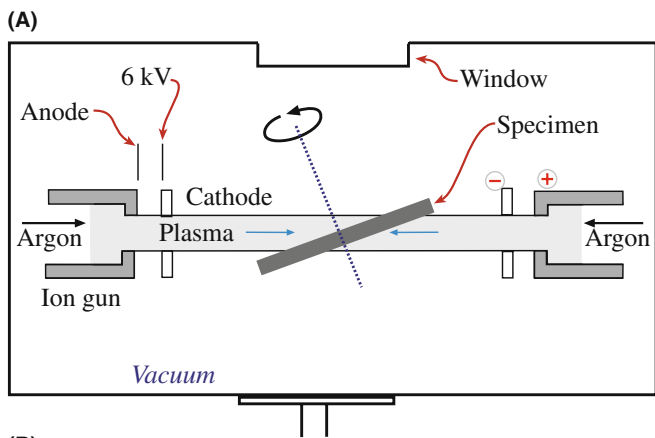 (A)
6 kV
Window
Anode
Specimen
− +
Cathode
Argon
Plasma
Argon
Ion gun
Vacuum